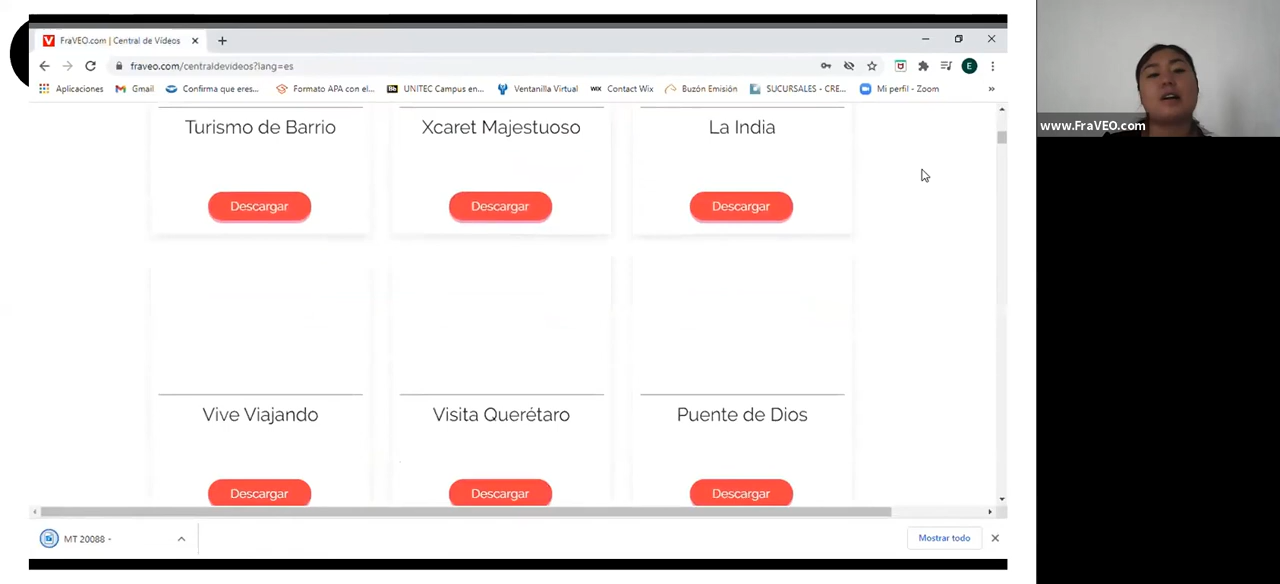 FraVEO.com | Central de Vídeos
fraveo.com/centraldevideos?lang=es
Aplicaciones Gmail Confirma que eres... Formato APA con el... UNITEC Campus en... Ventanilla Virtual WIX Contact Wix Buzón Emisión SUCURSALES - CRE... Mi perfil - Zoom »
www.FraVEO.com
Turismo de Barrio Xcaret Majestuoso La India
Descargar Descargar Descargar
Vive Viajando Visita Querétaro Puente de Dios
Descargar Descargar Descargar
MT 20088 - Mostrar todo